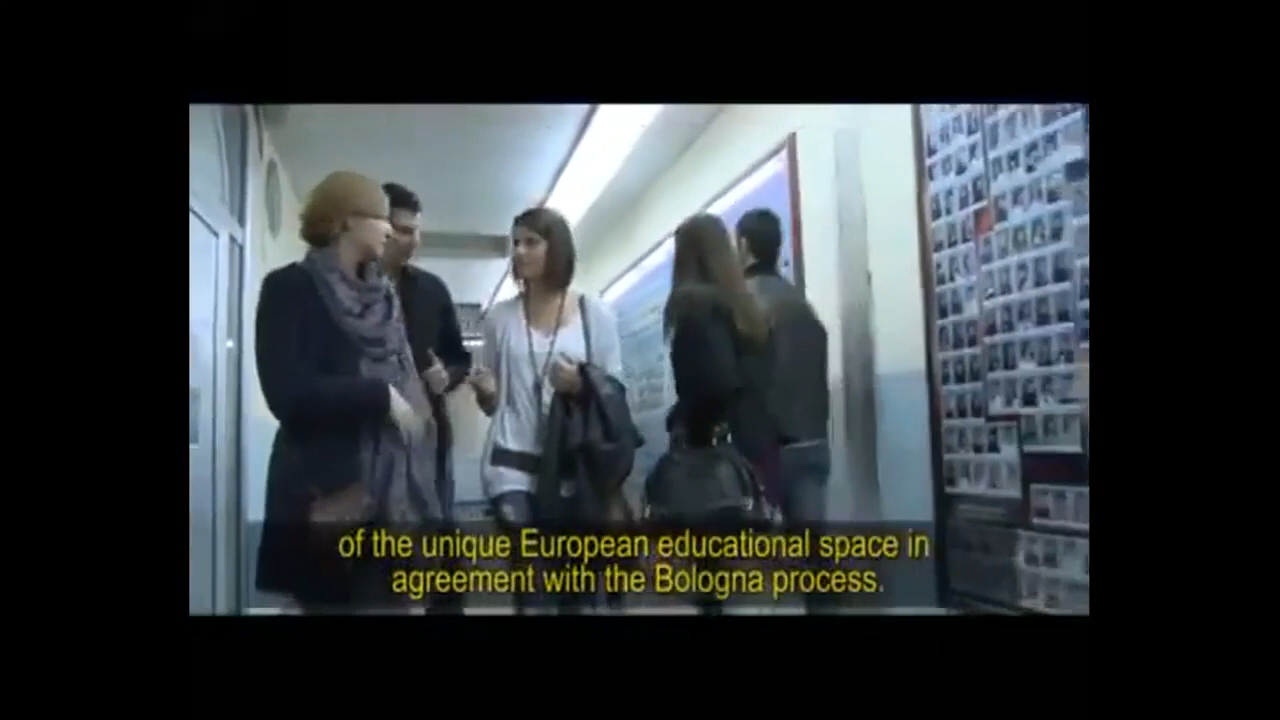 of the unique European educational space in
agreement with the Bologna process.